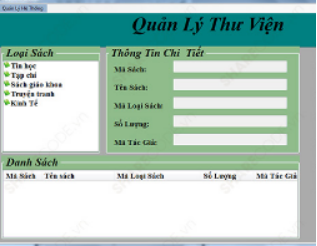 Quản Lý Hệ Thống
Quản Lý Thư Viện
Loại Sách
Tin học
Tạp chí
Sách giáo khoa
Truyện tranh
Kinh Tế
Thông Tin Chi Tiết
Mã Sách:
Tên Sách:
Mã Loại Sách:
Số Lượng:
Mã Tác Giả:
Danh Sách
Mã Sách Tên sách Mã Loại Sách Số Lượng Mã Tác Giả